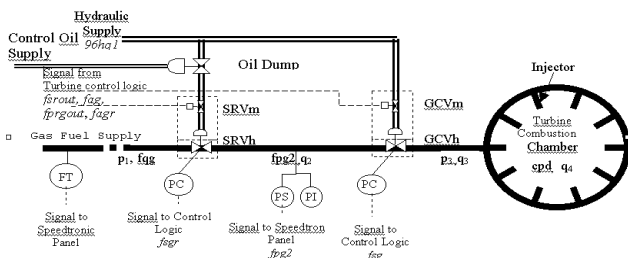 Hydraulic
Supply
96hq1
Control Oil
Supply
Oil Dump
Signal from
Turbine control logic
fsrout, fag,
fprgout, fagr
SRVm
GCVm
Injector
Gas Fuel Supply
SRVh
GCVh
Turbine
Combustion
Chamber
cpd q4
p1, fqg
fpg2,q2
p3,q3
FT
PC
PS
PI
PC
Signal to
Speedtronic
Panel
Signal to Control
Logic
fsgr
Signal to Speedtron
Panel
fpg2
Signal to
Control Logic
fsg